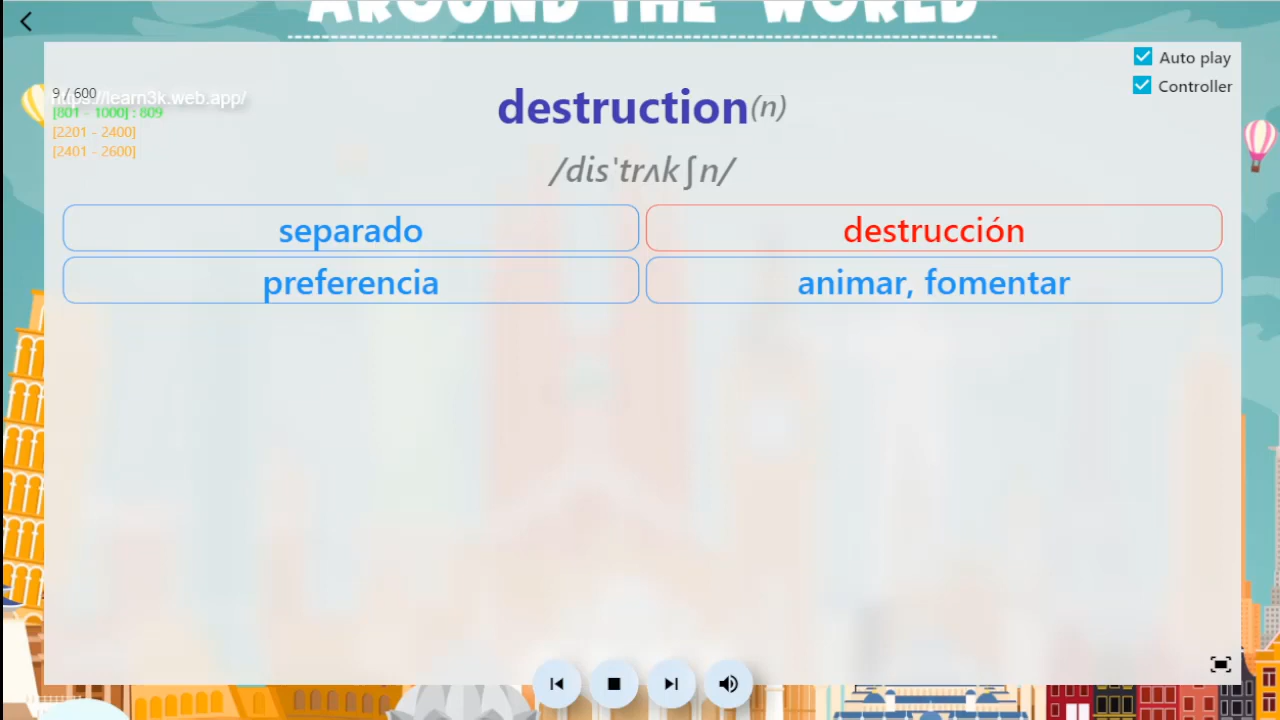 AROUND THE WORLD
Auto play
Controller
9 / 600
https://learn3k.web.app/
[801 - 1000] : 809
[2201 - 2400]
[2401 - 2600]
destruction(n)
/dis'trʌkʃn/
separado
destrucción
preferencia
animar, fomentar